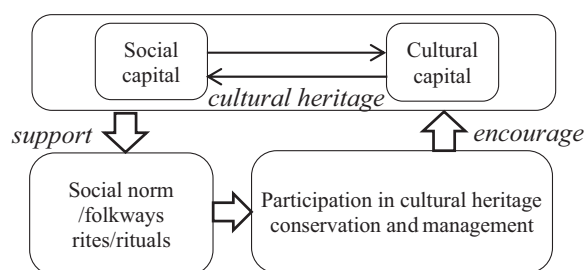 Social
capital
Cultural
capital
cultural heritage
support
encourage
Social norm
/folkways
rites/rituals
Participation in cultural heritage
conservation and management